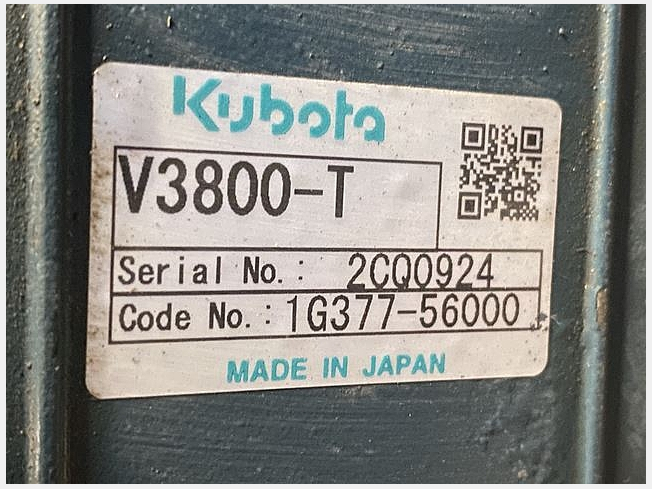 Kubota
V3800-T
Serial No.: 2CQ0924
Code No.: 1G377-56000
MADE IN JAPAN